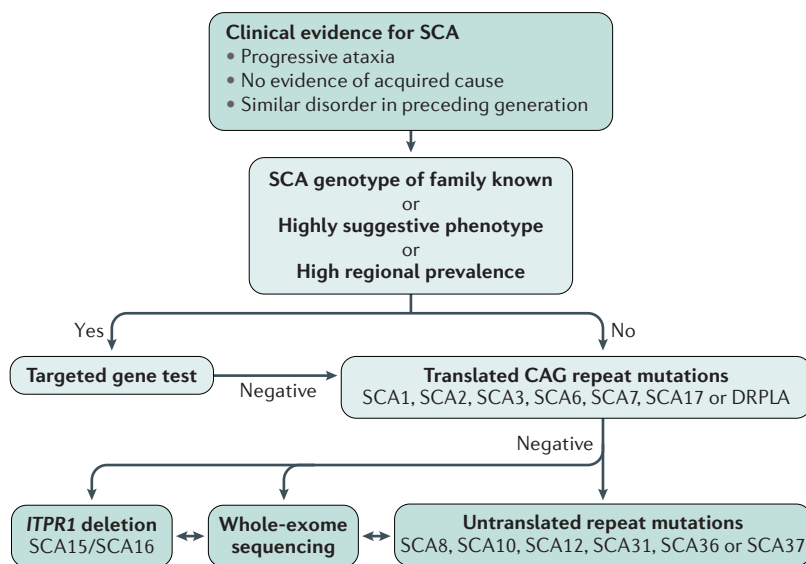 Clinical evidence for SCA
• Progressive ataxia
• No evidence of acquired cause
• Similar disorder in preceding generation
SCA genotype of family known
or
Highly suggestive phenotype
or
High regional prevalence
Yes
No
Targeted gene test
Negative
Translated CAG repeat mutations
SCA1, SCA2, SCA3, SCA6, SCA7, SCA17 or DRPLA
Negative
ITPR1 deletion
SCA15/SCA16
Whole-exome
sequencing
Untranslated repeat mutations
SCA8, SCA10, SCA12, SCA31, SCA36 or SCA37